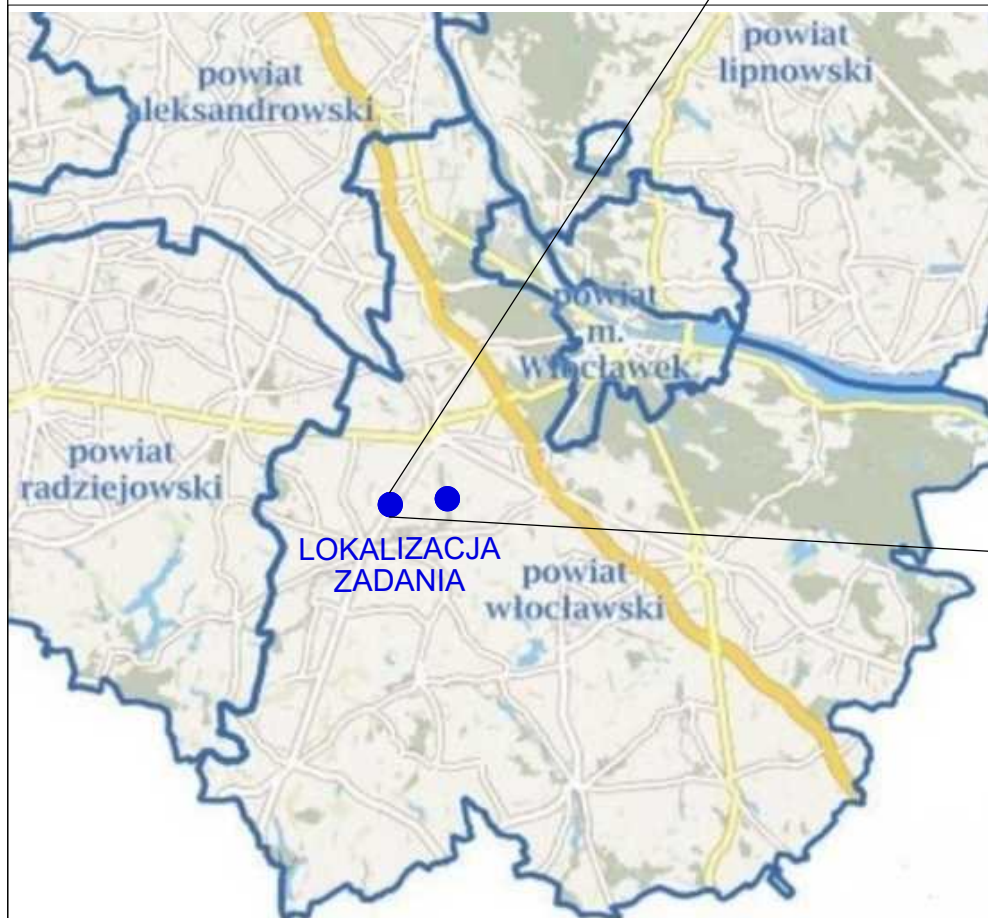 powiat
aleksandrowski
powiat
lipnowski
powiat
m.
Włocławek
powiat
radziejowski
LOKALIZACJA
ZADANIA
powiat
włocławski